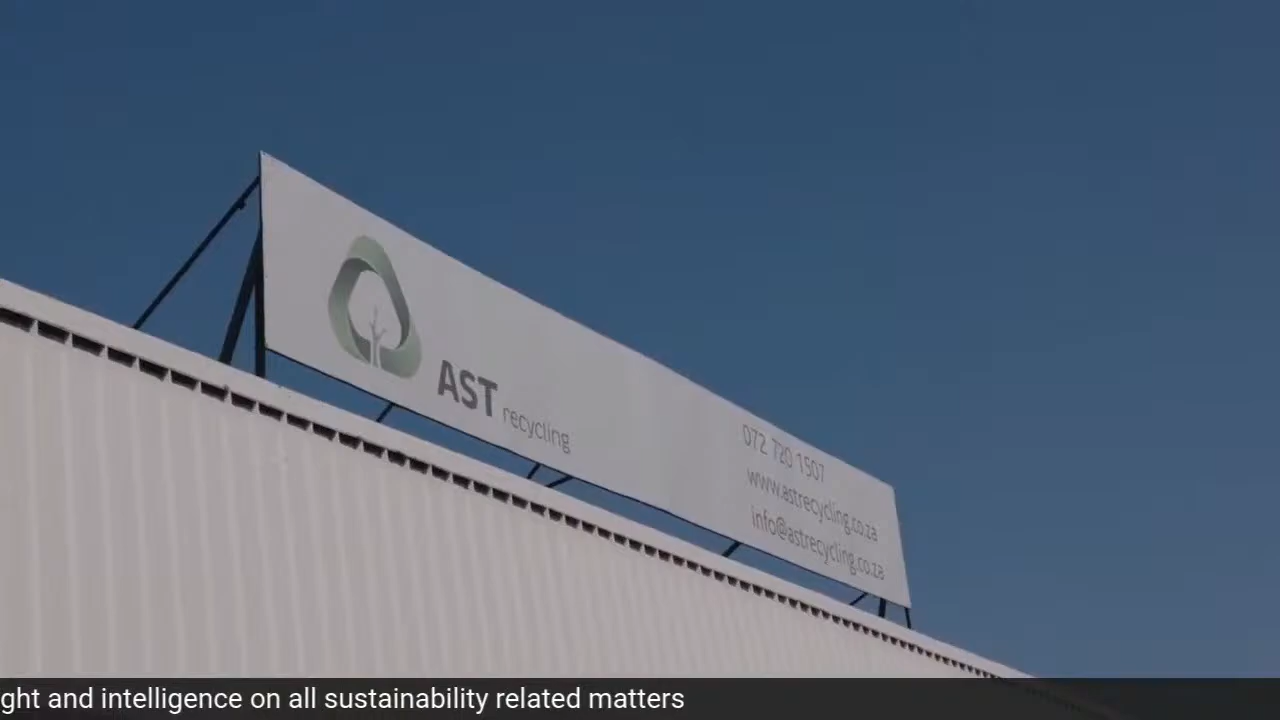 AST recycling
072 720 1507
www.astrecycling.co.za
info@astrecycling.co.za
ght and intelligence on all sustainability related matters